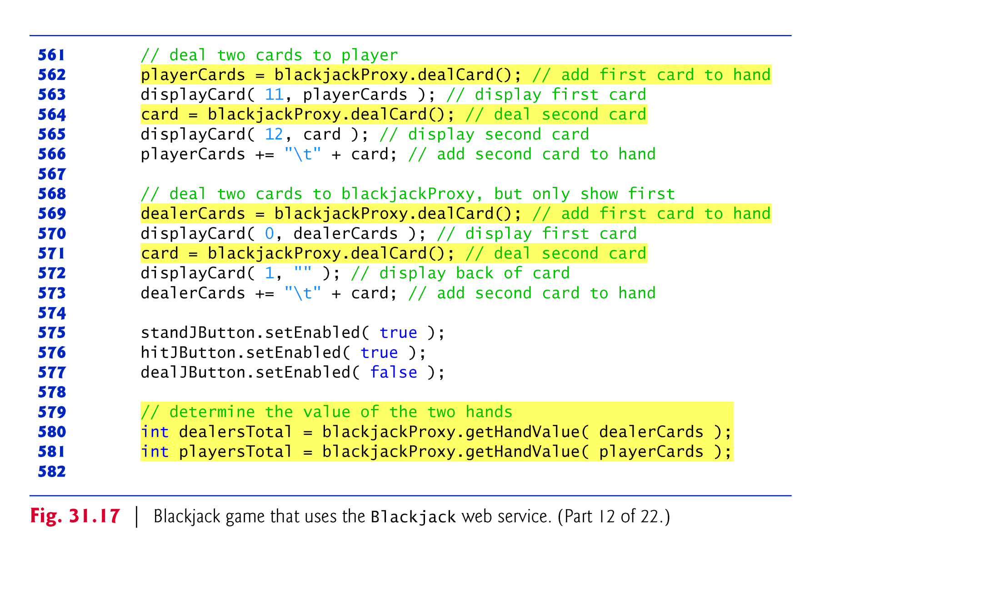 561 // deal two cards to player
562 playerCards = blackjackProxy.dealCard(); // add first card to hand
563 displayCard( 11, playerCards ); // display first card
564 card = blackjackProxy.dealCard(); // deal second card
565 displayCard( 12, card ); // display second card
566 playerCards += "\t" + card; // add second card to hand
567
568 // deal two cards to blackjackProxy, but only show first
569 dealerCards = blackjackProxy.dealCard(); // add first card to hand
570 displayCard( 0, dealerCards ); // display first card
571 card = blackjackProxy.dealCard(); // deal second card
572 displayCard( 1, "" ); // display back of card
573 dealerCards += "\t" + card; // add second card to hand
574
575 standJButton.setEnabled( true );
576 hitJButton.setEnabled( true );
577 dealJButton.setEnabled( false );
578
579 // determine the value of the two hands
580 int dealersTotal = blackjackProxy.getHandValue( dealerCards );
581 int playersTotal = blackjackProxy.getHandValue( playerCards );
582
Fig. 31.17 | Blackjack game that uses the Blackjack web service. (Part 12 of 22.)